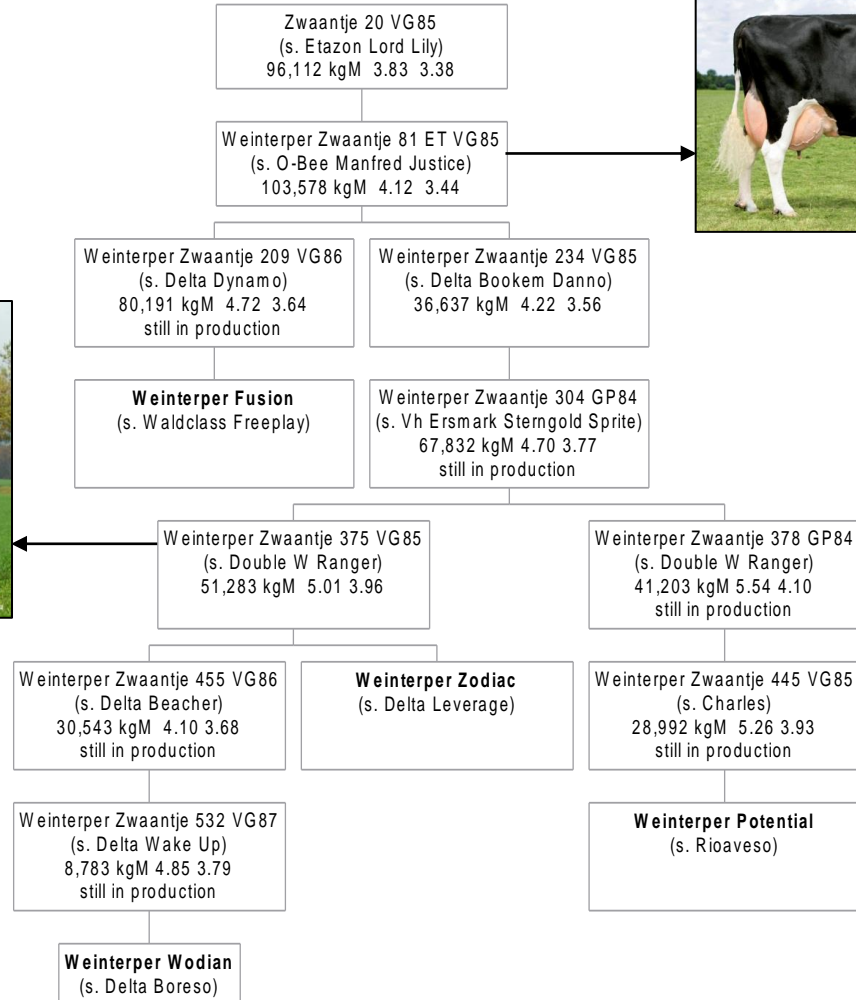 Zwaantje 20 VG85
(s. Etazon Lord Lily)
96,112 kgM 3.83 3.38
Weinterper Zwaantje 81 ET VG85
(s. O-Bee Manfred Justice)
103,578 kgM 4.12 3.44
Weinterper Zwaantje 209 VG86
(s. Delta Dynamo)
80,191 kgM 4.72 3.64
still in production
Weinterper Zwaantje 234 VG85
(s. Delta Bookem Danno)
36,637 kgM 4.22 3.56
Weinterper Fusion
(s. Waldclass Freeplay)
Weinterper Zwaantje 304 GP84
(s. Vh Ersmark Sterngold Sprite)
67,832 kgM 4.70 3.77
still in production
Weinterper Zwaantje 375 VG85
(s. Double W Ranger)
51,283 kgM 5.01 3.96
Weinterper Zwaantje 378 GP84
(s. Double W Ranger)
41,203 kgM 5.54 4.10
still in production
Weinterper Zwaantje 455 VG86
(s. Delta Beacher)
30,543 kgM 4.10 3.68
still in production
Weinterper Zodiac
(s. Delta Leverage)
Weinterper Zwaantje 445 VG85
(s. Charles)
28,992 kgM 5.26 3.93
still in production
Weinterper Zwaantje 532 VG87
(s. Delta Wake Up)
8,783 kgM 4.85 3.79
still in production
Weinterper Potential
(s. Rioaveso)
Weinterper Wodian
(s. Delta Boreso)